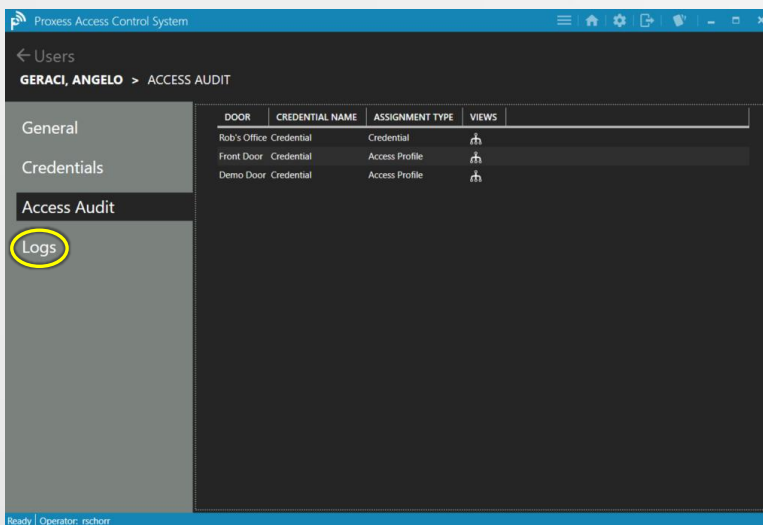 Proxess Access Control System
Users
GERACI, ANGELO > ACCESS AUDIT
General
Credentials
Access Audit
Logs
DOOR CREDENTIAL NAME ASSIGNMENT TYPE VIEWS
Rob's Office Credential Credential
Front Door Credential Access Profile
Demo Door Credential Access Profile
Ready Operator: rschorr